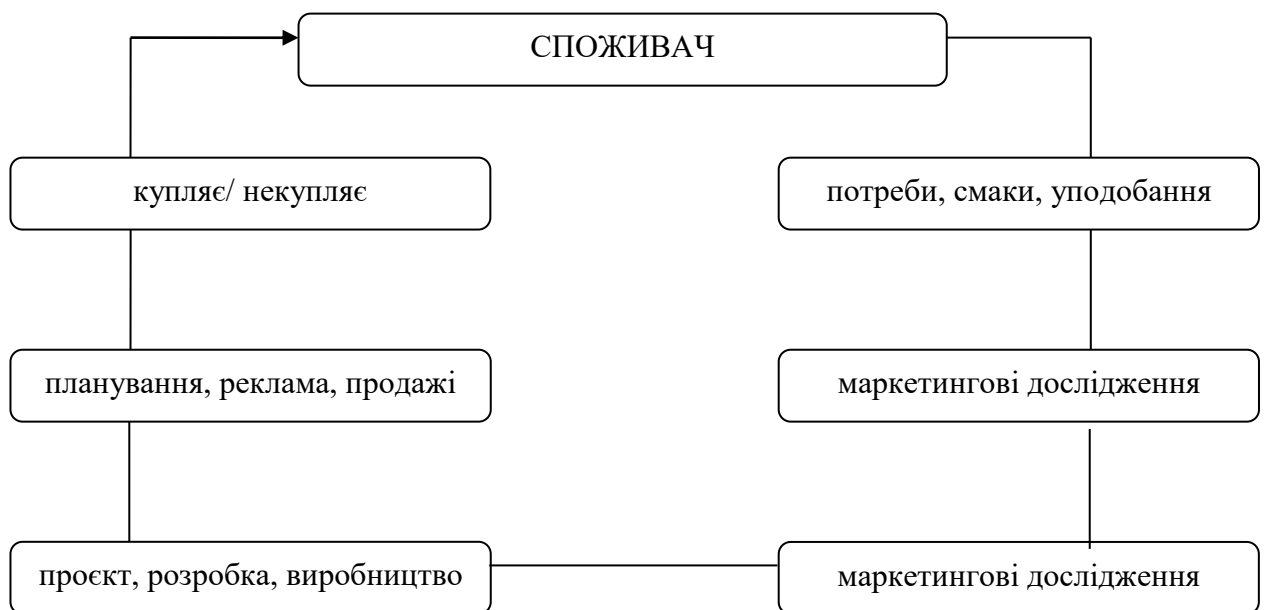 СПОЖИВАЧ
купляє/ некупляє
потреби, смаки, уподобання
планування, реклама, продажі
маркетингові дослідження
проєкт, розробка, виробництво
маркетингові дослідження